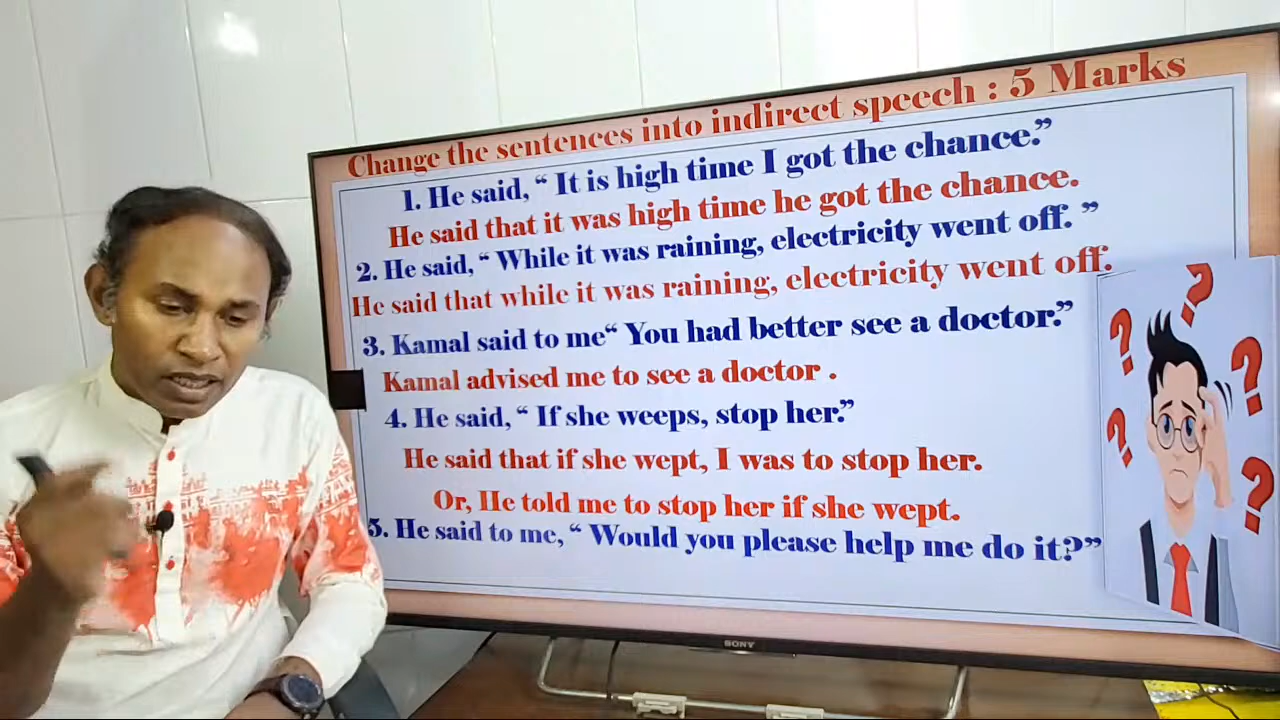 Change the sentences into indirect speech : 5 Marks
1. He said, “ It is high time I got the chance.”
He said that it was high time he got the chance.
2. He said, “ While it was raining, electricity went off. ”
He said that while it was raining, electricity went off.
3. Kamal said to me“ You had better see a doctor.”
Kamal advised me to see a doctor .
4. He said, “ If she weeps, stop her.”
He said that if she wept, I was to stop her.
Or, He told me to stop her if she wept.
5. He said to me, “ Would you please help me do it?”
? ? ? ? ? ?
SONY